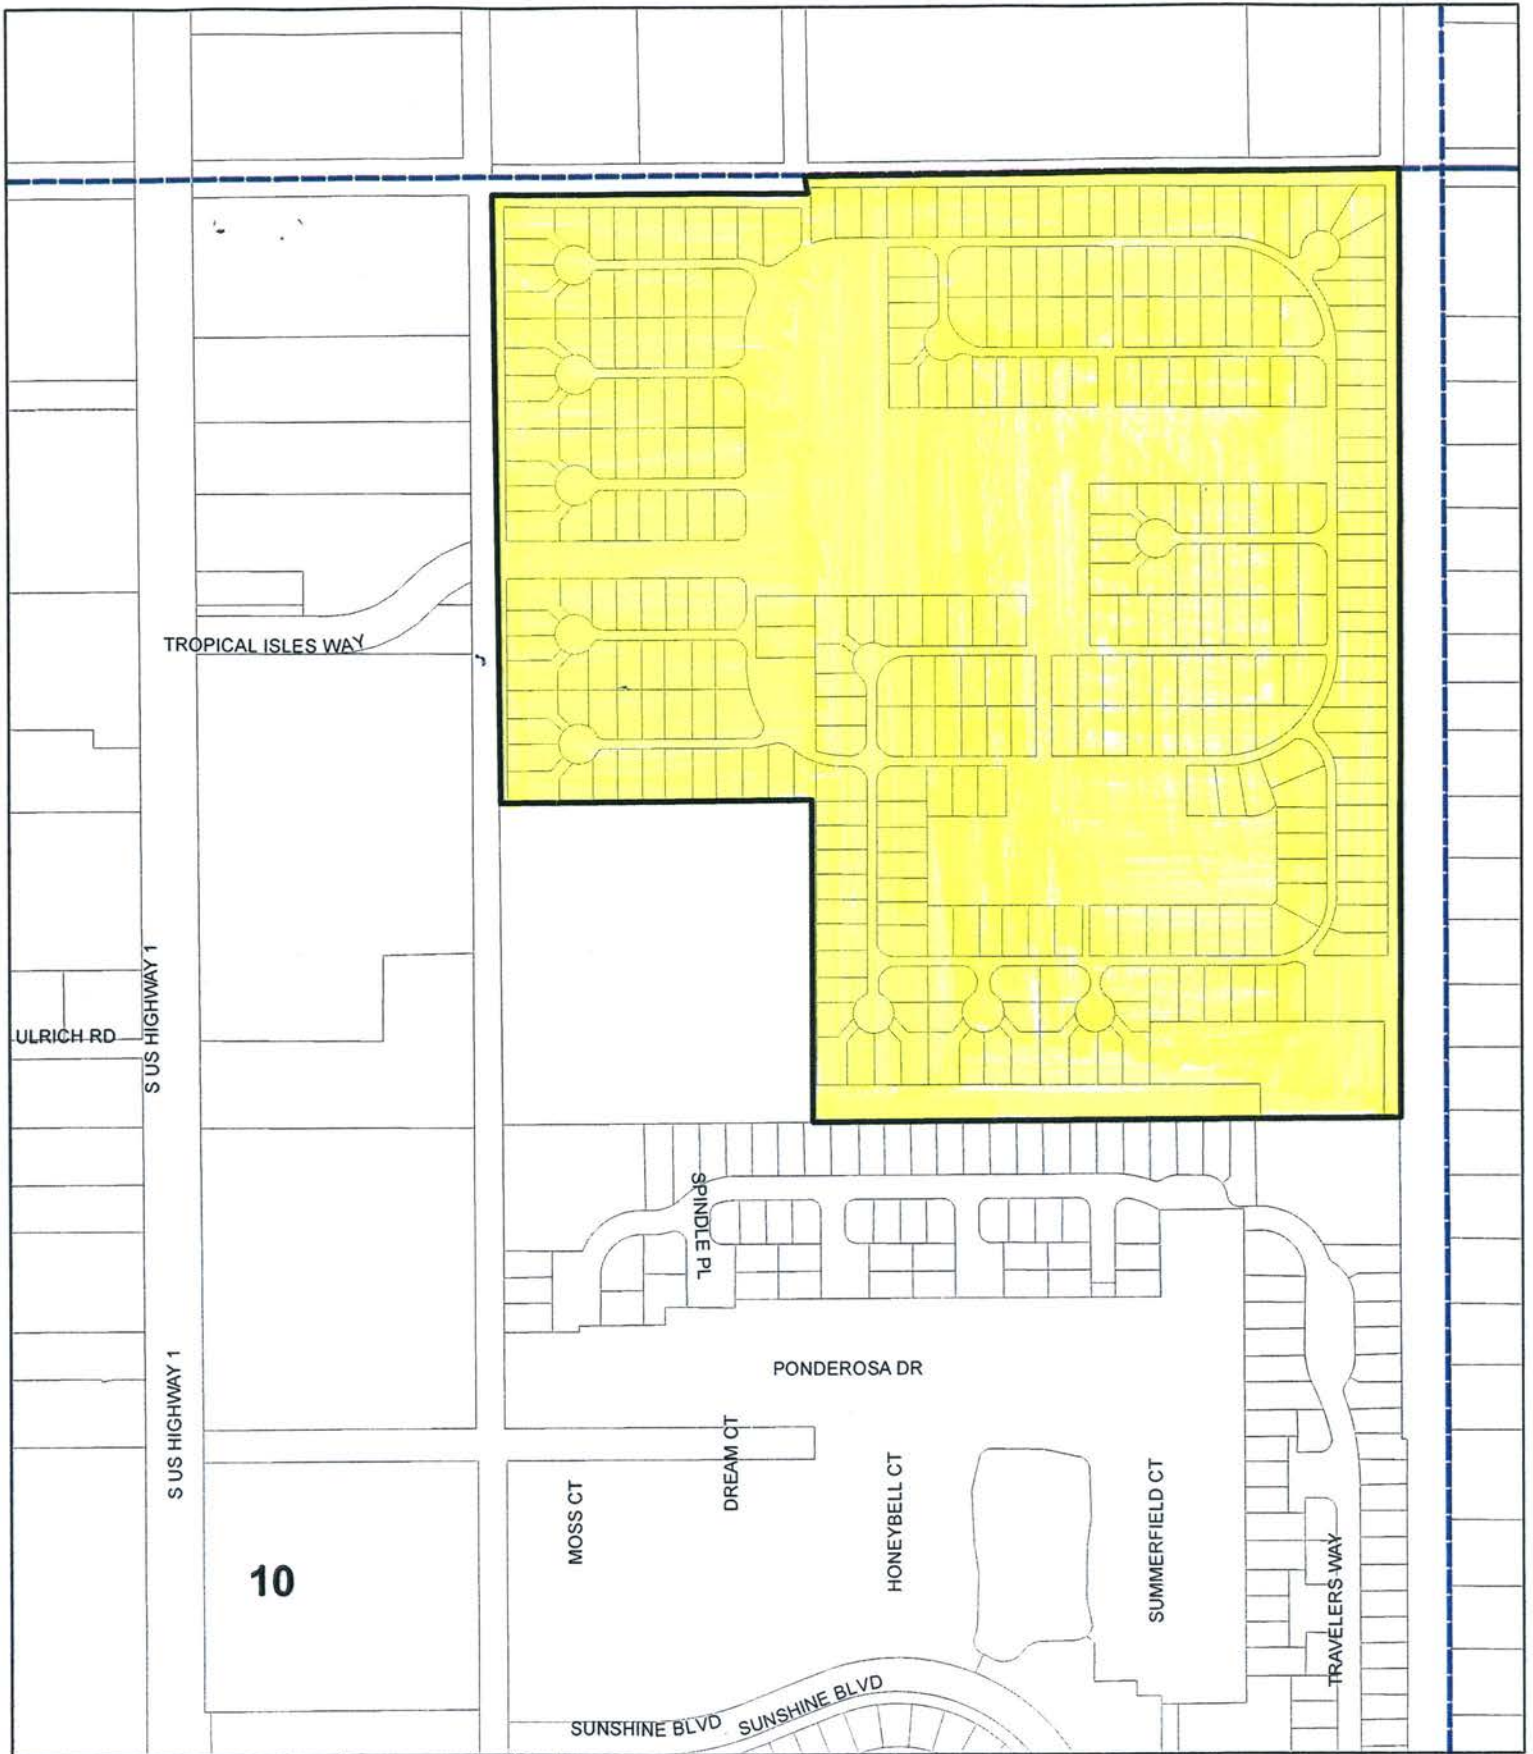 TROPICAL ISLES WAY
S US HIGHWAY 1
ULRICH RD
SPINDLE PL
S US HIGHWAY 1
PONDEROSA DR
DREAM CT
MOSS CT
HONEYBELL CT
SUMMERFIELD CT
TRAVELERS WAY
10
SUNSHINE BLVD
SUNSHINE BLVD